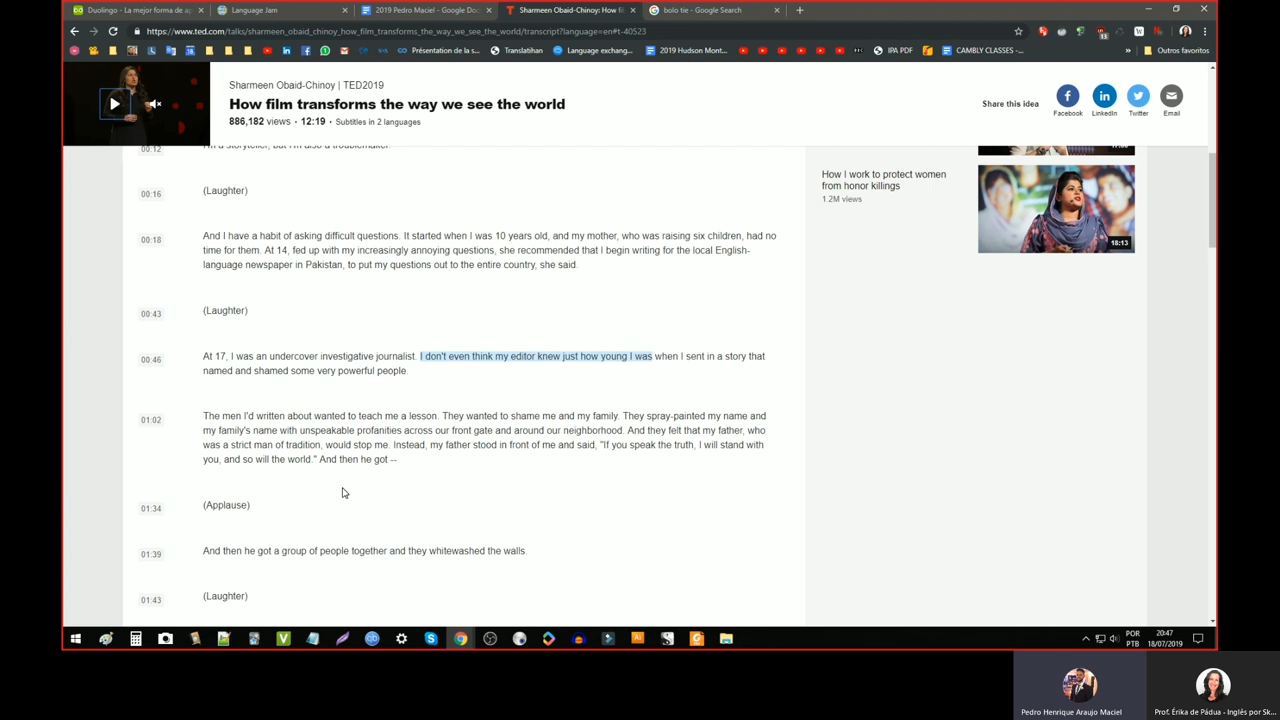 Duolingo - La mejor forma de ap
Language Jam
2019 Pedro Maciel - Google Doc
Sharmeen Obaid-Chinoy: How fil
bolo tie - Google Search
https://www.ted.com/talks/sharmeen_obaid_chinoy_how_film_transforms_the_way_we_see_the_world/transcript?language=en#t-40523
Présentation de la s...
Translatihan
Language exchang...
2019 Hudson Mont...
IPA PDF
CAMBLY CLASSES -...
Outros favoritos
Sharmeen Obaid-Chinoy | TED2019
How film transforms the way we see the world
886,182 views • 12:19 • Subtitles in 2 languages
Share this idea
Facebook
LinkedIn
Twitter
Email
00:12 I'm a storyteller, but I'm also a troublemaker.
00:16 (Laughter)
00:18 And I have a habit of asking difficult questions. It started when I was 10 years old, and my mother, who was raising six children, had no
time for them. At 14, fed up with my increasingly annoying questions, she recommended that I begin writing for the local English-
language newspaper in Pakistan, to put my questions out to the entire country, she said.
00:43 (Laughter)
00:46 At 17, I was an undercover investigative journalist. I don't even think my editor knew just how young I was when I sent in a story that
named and shamed some very powerful people.
01:02 The men I'd written about wanted to teach me a lesson. They wanted to shame me and my family. They spray-painted my name and
my family's name with unspeakable profanities across our front gate and around our neighborhood. And they felt that my father, who
was a strict man of tradition, would stop me. Instead, my father stood in front of me and said, "If you speak the truth, I will stand with
you, and so will the world." And then he got --
01:34 (Applause)
01:39 And then he got a group of people together and they whitewashed the walls.
01:43 (Laughter)
How I work to protect women
from honor killings
1.2M views
18:13
POR
PTB
20:47
18/07/2019
Pedro Henrique Araujo Maciel
Prof. Érika de Pádua - Inglês por Sk...